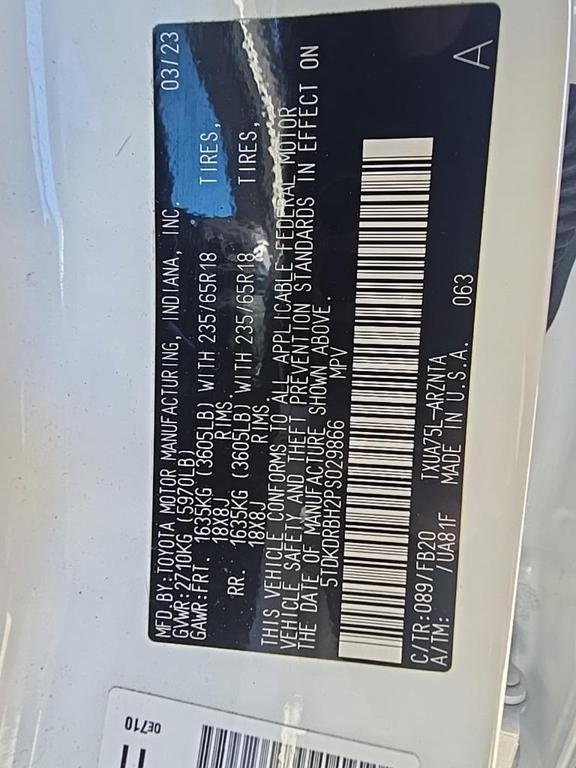 MFD.BY:TOYOTA MOTOR MANUFACTURING, INDIANA, INC. 03/23
GVWR:2710KG (5970LB)
GAWR:FRT. 1635KG (3605LB) WITH 235/65R18 TIRES,
18X8J RIMS.
RR. 1635KG (3605LB) WITH 235/65R18 TIRES,
18X8J RIMS
THIS VEHICLE CONFORMS TO ALL APPLICABLE FEDERAL MOTOR
VEHICLE SAFETY AND THEFT PREVENTION STANDARDS IN EFFECT ON
THE DATE OF MANUFACTURE SHOWN ABOVE.
5TDKDRBH2PS029866 MPV
C/TR:089/FB20 TXUA75L-ARZNTA 063
A/TM: /UA81F MADE IN U.S.A.
A
0E710